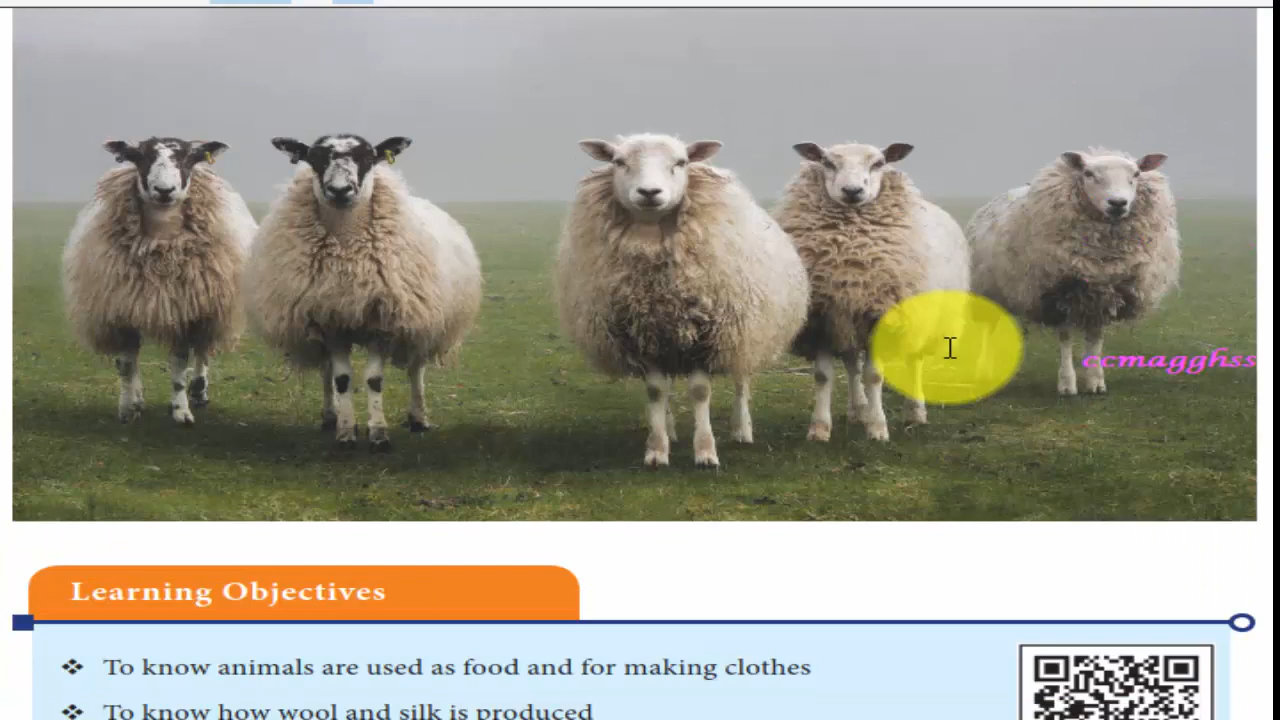 ccmagghss
Learning Objectives
❖ To know animals are used as food and for making clothes
❖ To know how wool and silk is produced